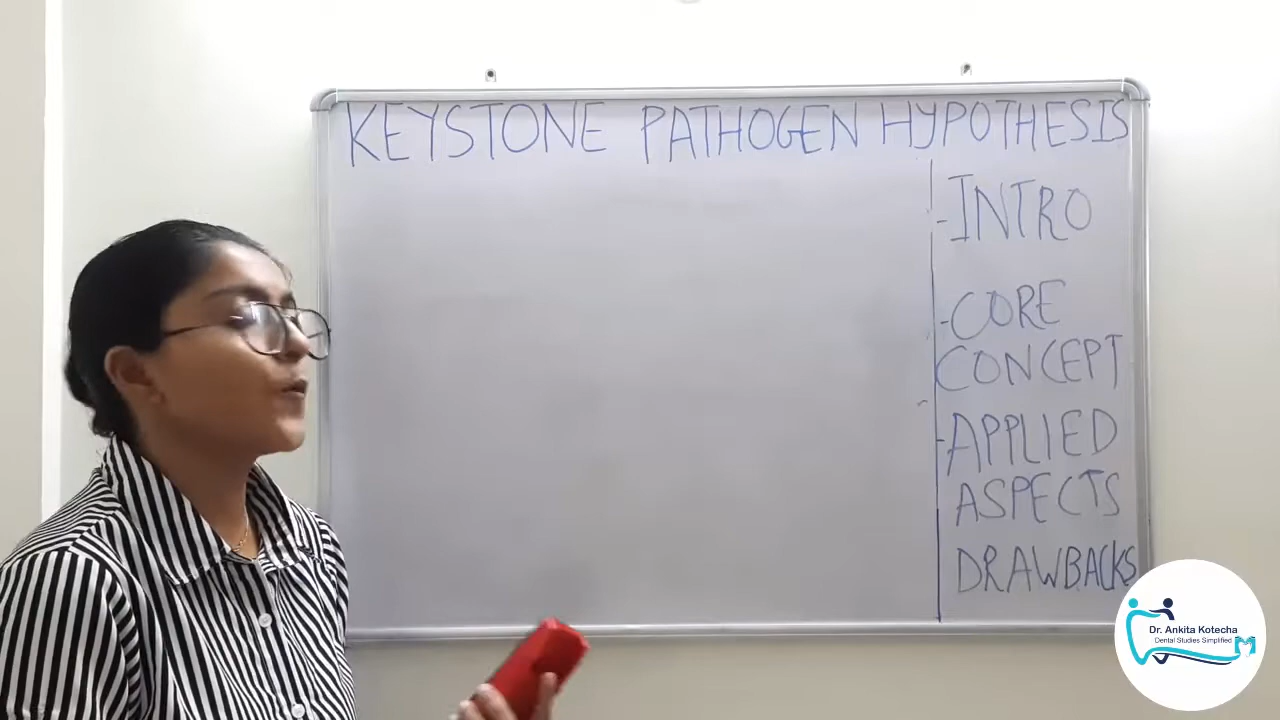 KEYSTONE PATHOGEN HYPOTHESIS
-INTRO
-CORE
CONCEPT
-APPLIED
ASPECTS
DRAWBACKS
Dr. Ankita Kotecha
Dental Studies Simplified